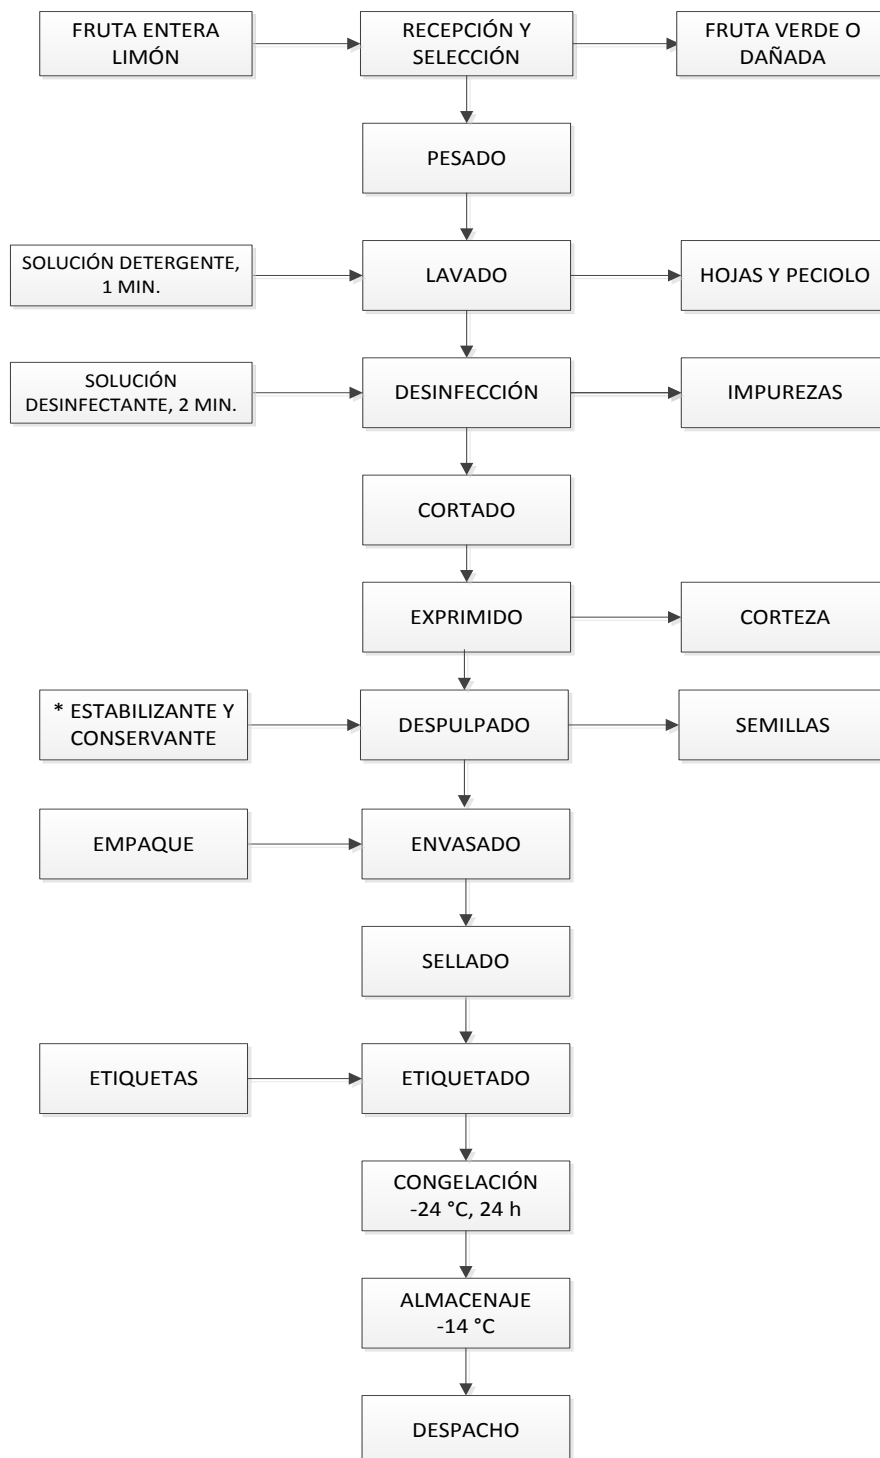 FRUTA ENTERA
LIMÓN
RECEPCIÓN Y
SELECCIÓN
FRUTA VERDE O
DAÑADA
PESADO
SOLUCIÓN DETERGENTE,
1 MIN.
LAVADO
HOJAS Y PECIOLO
SOLUCIÓN
DESINFECTANTE, 2 MIN.
DESINFECCIÓN
IMPUREZAS
CORTADO
EXPRIMIDO
CORTEZA
* ESTABILIZANTE Y
CONSERVANTE
DESPULPADO
SEMILLAS
EMPAQUE
ENVASADO
SELLADO
ETIQUETAS
ETIQUETADO
CONGELACIÓN
-24 °C, 24 h
ALMACENAJE
-14 °C
DESPACHO